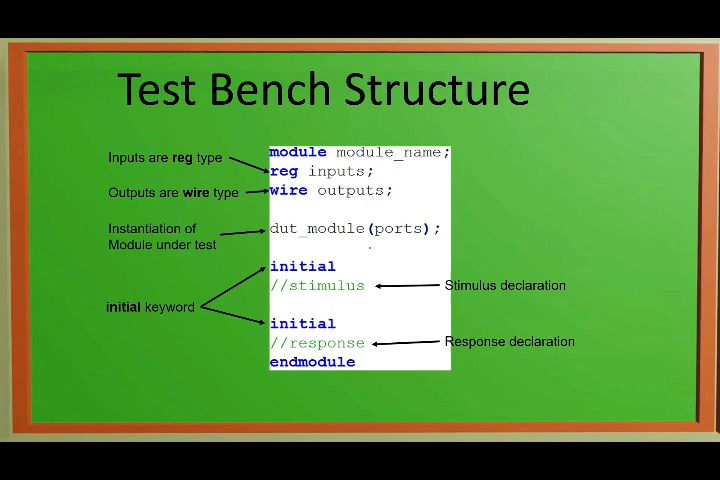 Test Bench Structure
Inputs are reg type
Outputs are wire type
Instantiation of
Module under test
initial keyword
module module_name;
reg inputs;
wire outputs;
dut_module(ports);
initial
//stimulus
initial
//response
endmodule
Stimulus declaration
Response declaration